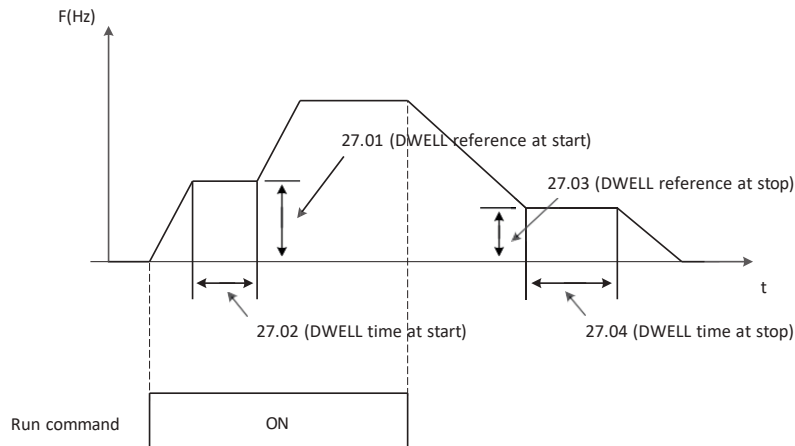 F(Hz)
27.01 (DWELL reference at start)
27.03 (DWELL reference at stop)
t
27.02 (DWELL time at start)
27.04 (DWELL time at stop)
Run command
ON